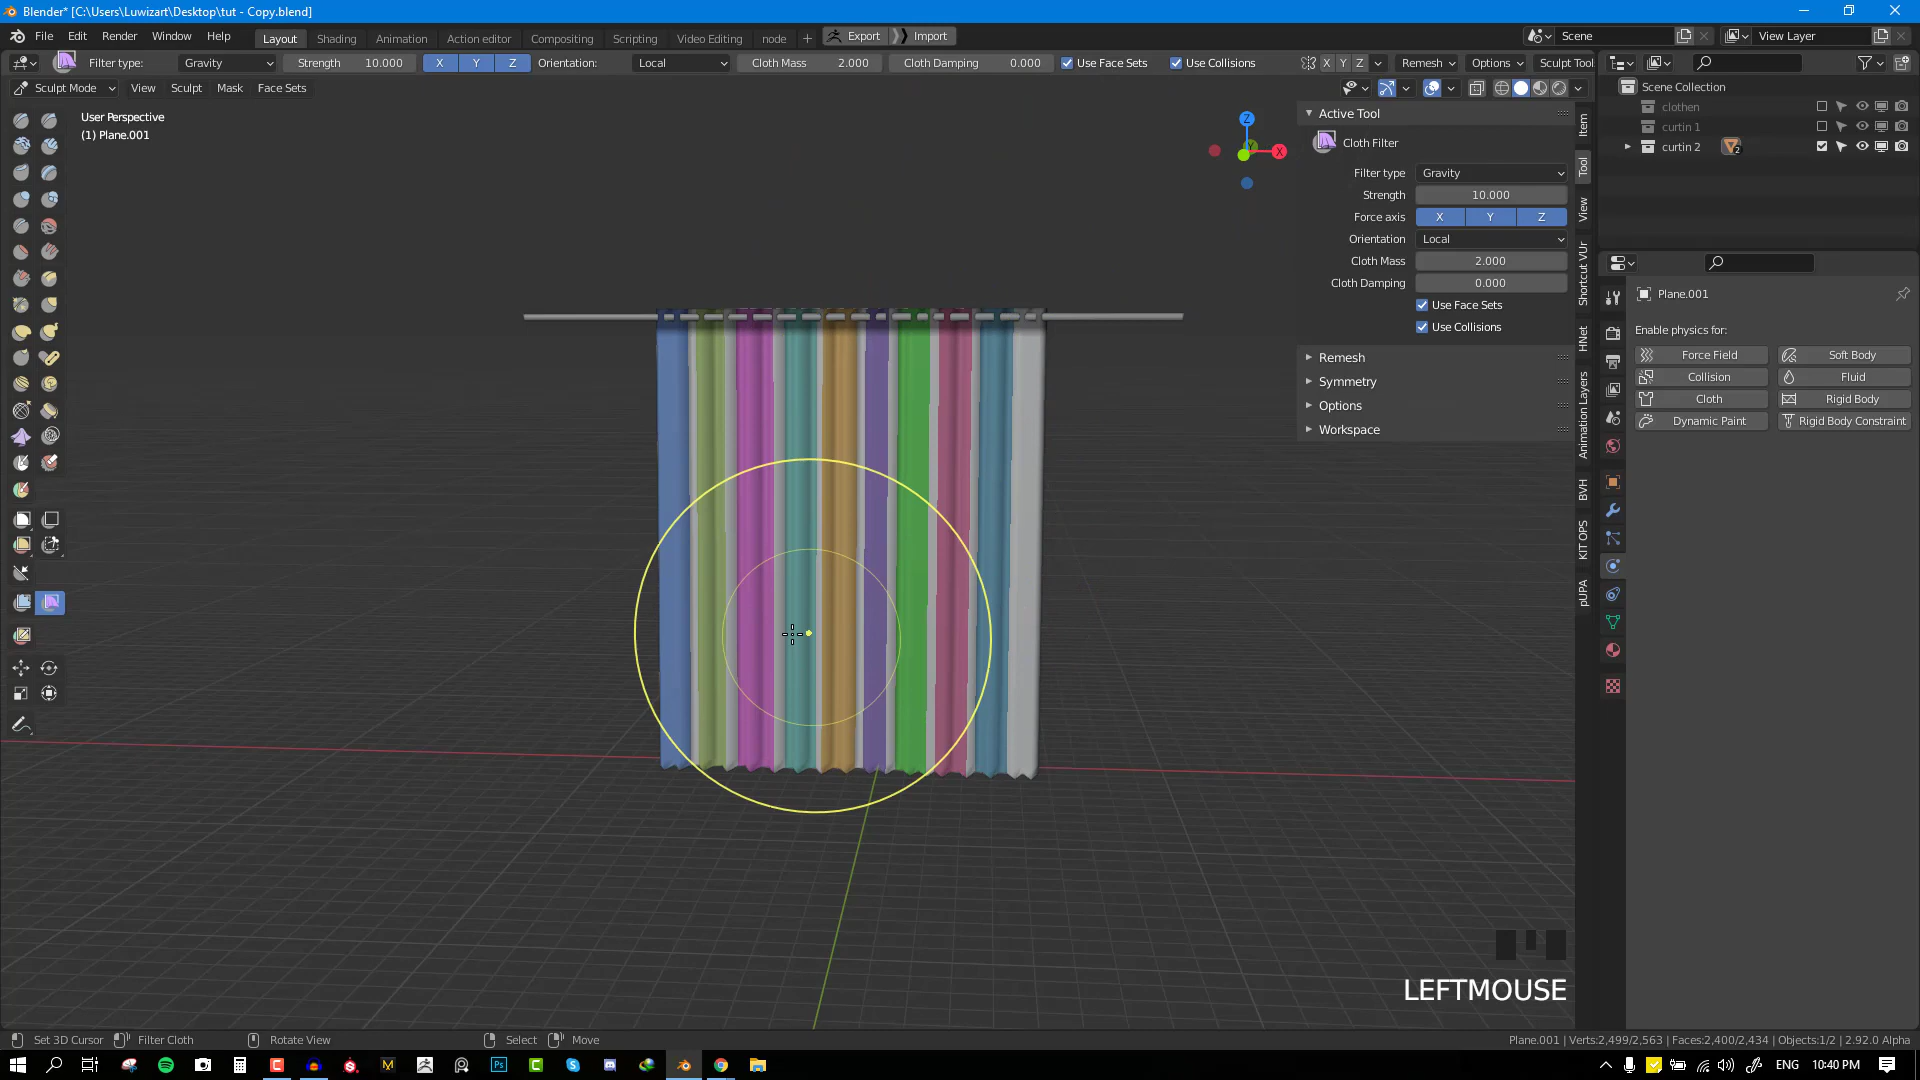 Blender* [C:\Users\Luwizart\Desktop\tut - Copy.blend]
File Edit Render Window Help Layout Shading Animation Action editor Compositing Scripting Video Editing node + Export Import Scene View Layer
Filter type: Gravity Strength 10.000 X Y Z Orientation: Local Cloth Mass 2.000 Cloth Damping 0.000 Use Face Sets Use Collisions X Y Z Remesh Options Sculpt Tool
Sculpt Mode View Sculpt Mask Face Sets
User Perspective
(1) Plane.001
Z
Y
X
Active Tool
Cloth Filter
Filter type Gravity
Strength 10.000
Force axis X Y Z
Orientation Local
Cloth Mass 2.000
Cloth Damping 0.000
Use Face Sets
Use Collisions
Remesh
Symmetry
Options
Workspace
Item
Tool
View
Shortcut VUr
HNet
Animation Layers
BVH
KIT OPS
pUPA
Scene Collection
clothen
curtin 1
curtin 2 2
Plane.001
Enable physics for:
Force Field Soft Body
Collision Fluid
Cloth Rigid Body
Dynamic Paint Rigid Body Constraint
LEFTMOUSE
Set 3D Cursor Filter Cloth Rotate View Select Move Plane.001 | Verts:2,499/2,563 | Faces:2,400/2,434 | Objects:1/2 | 2.92.0 Alpha
ENG 10:40 PM